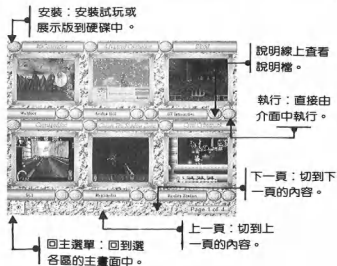 安裝：安裝試玩或
展示版到硬碟中。
說明線上查看
說明檔。
執行：直接由
介面中執行。
下一頁：切到下
一頁的內容。
Page 1 of
上一頁：切到上
一頁的內容。
回主選單：回到選
各區的主畫面中。